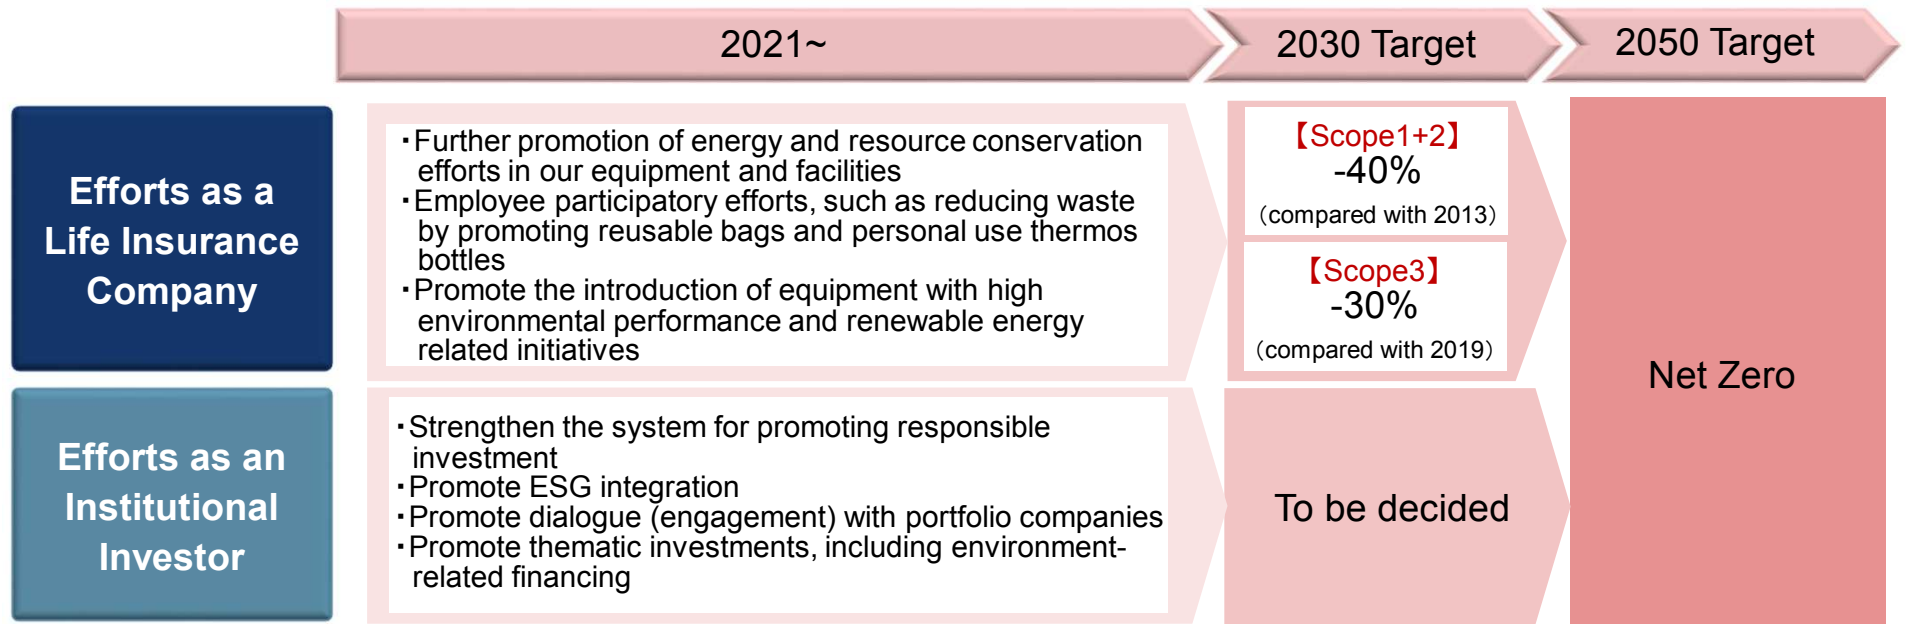 2021~
2030 Target
2050 Target
Efforts as a
Life Insurance
Company
・Further promotion of energy and resource conservation
efforts in our equipment and facilities
・Employee participatory efforts, such as reducing waste
by promoting reusable bags and personal use thermos
bottles
・Promote the introduction of equipment with high
environmental performance and renewable energy
related initiatives
【Scope1+2】
-40%
（compared with 2013）
【Scope3】
-30%
（compared with 2019）
Net Zero
Efforts as an
Institutional
Investor
・Strengthen the system for promoting responsible
investment
・Promote ESG integration
・Promote dialogue (engagement) with portfolio companies
・Promote thematic investments, including environment-
related financing
To be decided